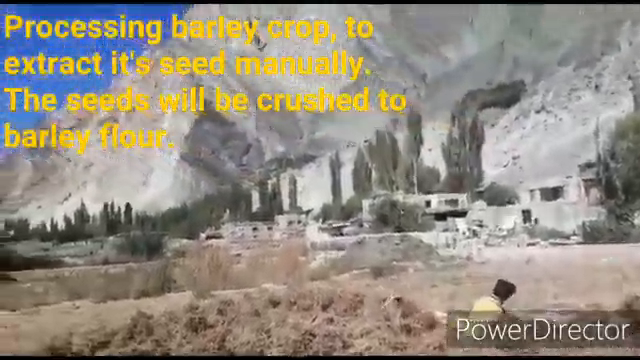 Processing barley crop, to
extract it's seed manually.
The seeds will be crushed to
barley flour.
PowerDirector